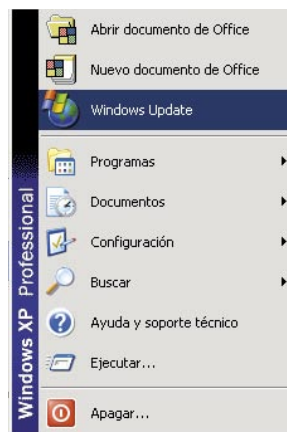 Abrir documento de Office
Nuevo documento de Office
Windows Update
Programas
Documentos
Configuración
Buscar
Ayuda y soporte técnico
Ejecutar...
Apagar...
Windows XP Professional